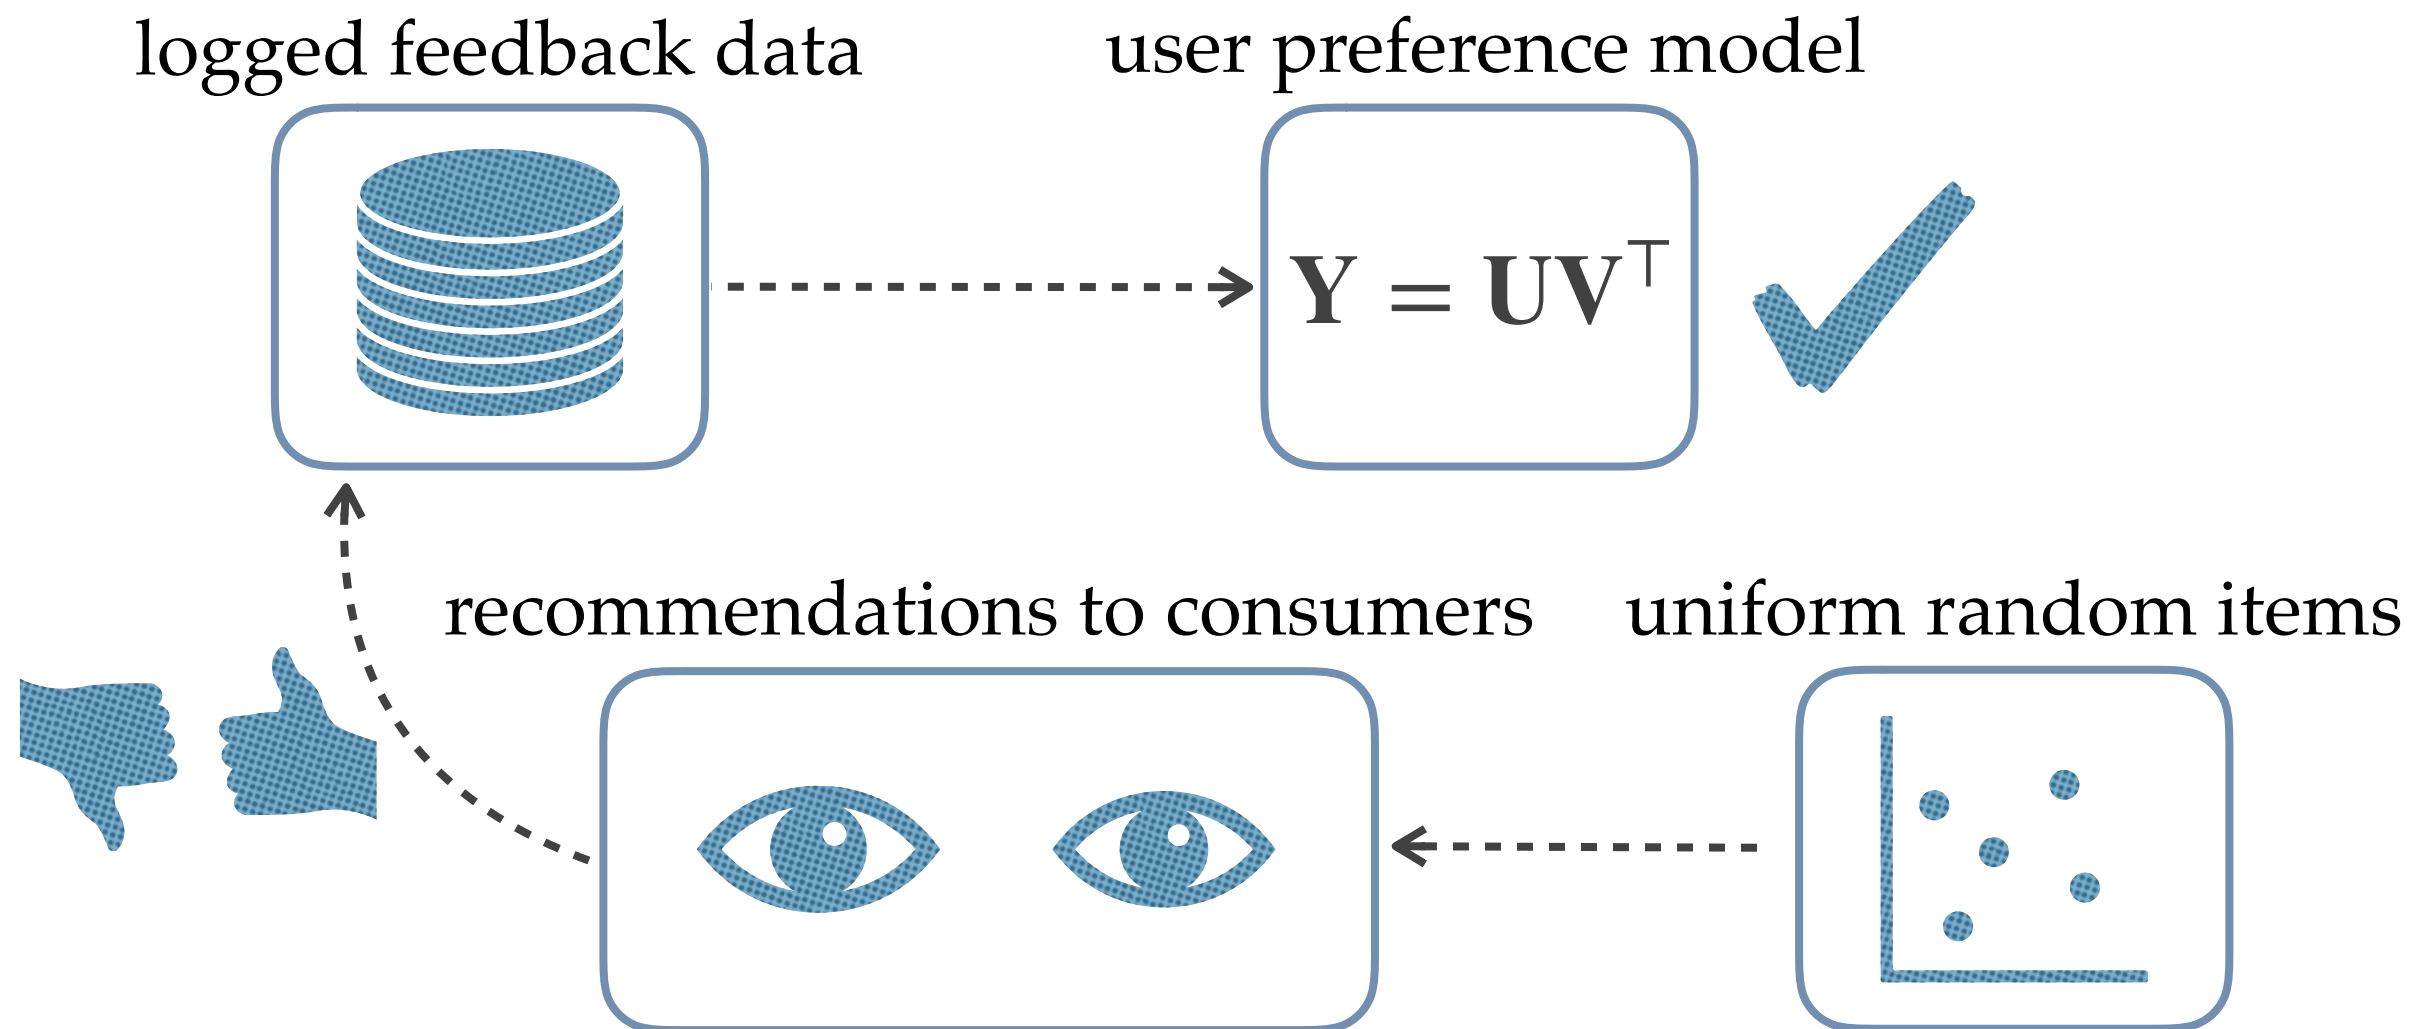 logged feedback data
user preference model
Y = UV⊤
recommendations to consumers
uniform random items